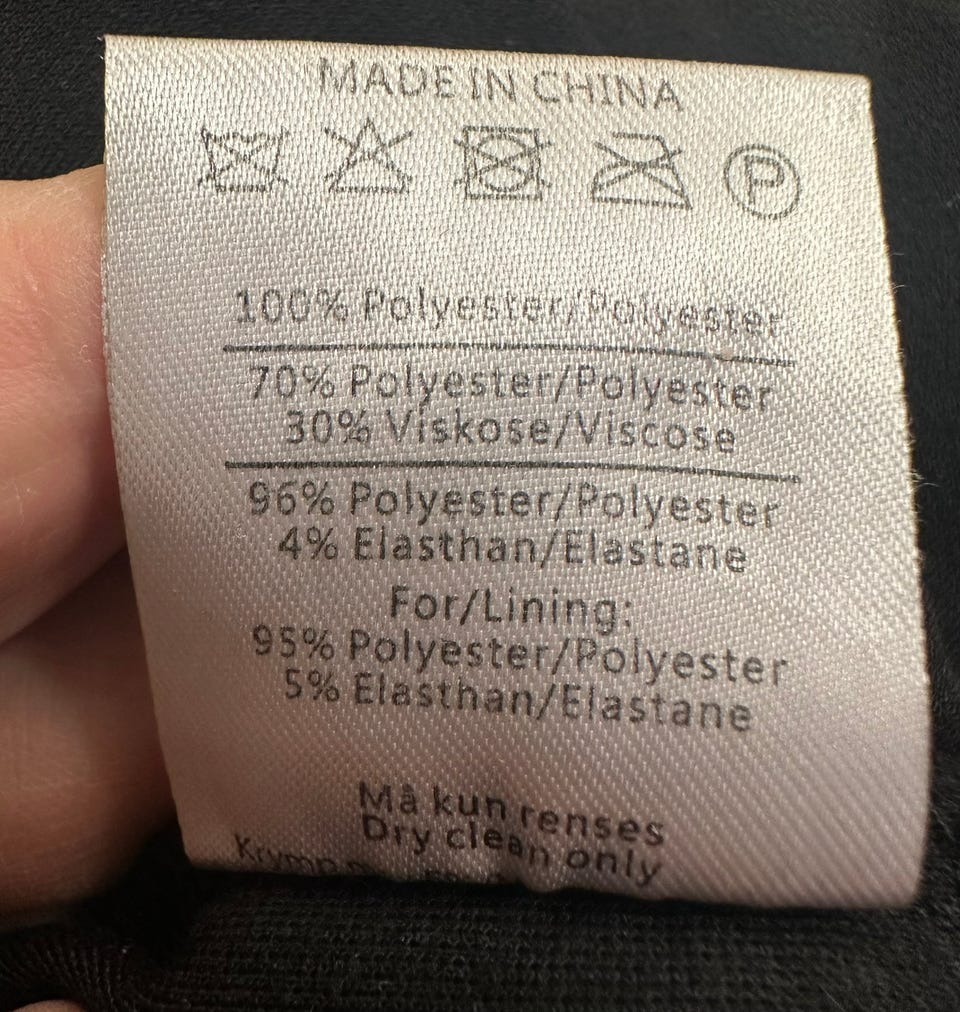 MADE IN CHINA
P
100% Polyester/Polyester
70% Polyester/Polyester
30% Viskose/Viscose
96% Polyester/Polyester
4% Elasthan/Elastane
For/Lining:
95% Polyester/Polyester
5% Elasthan/Elastane
Må kun renses
Dry clean only
Krymp